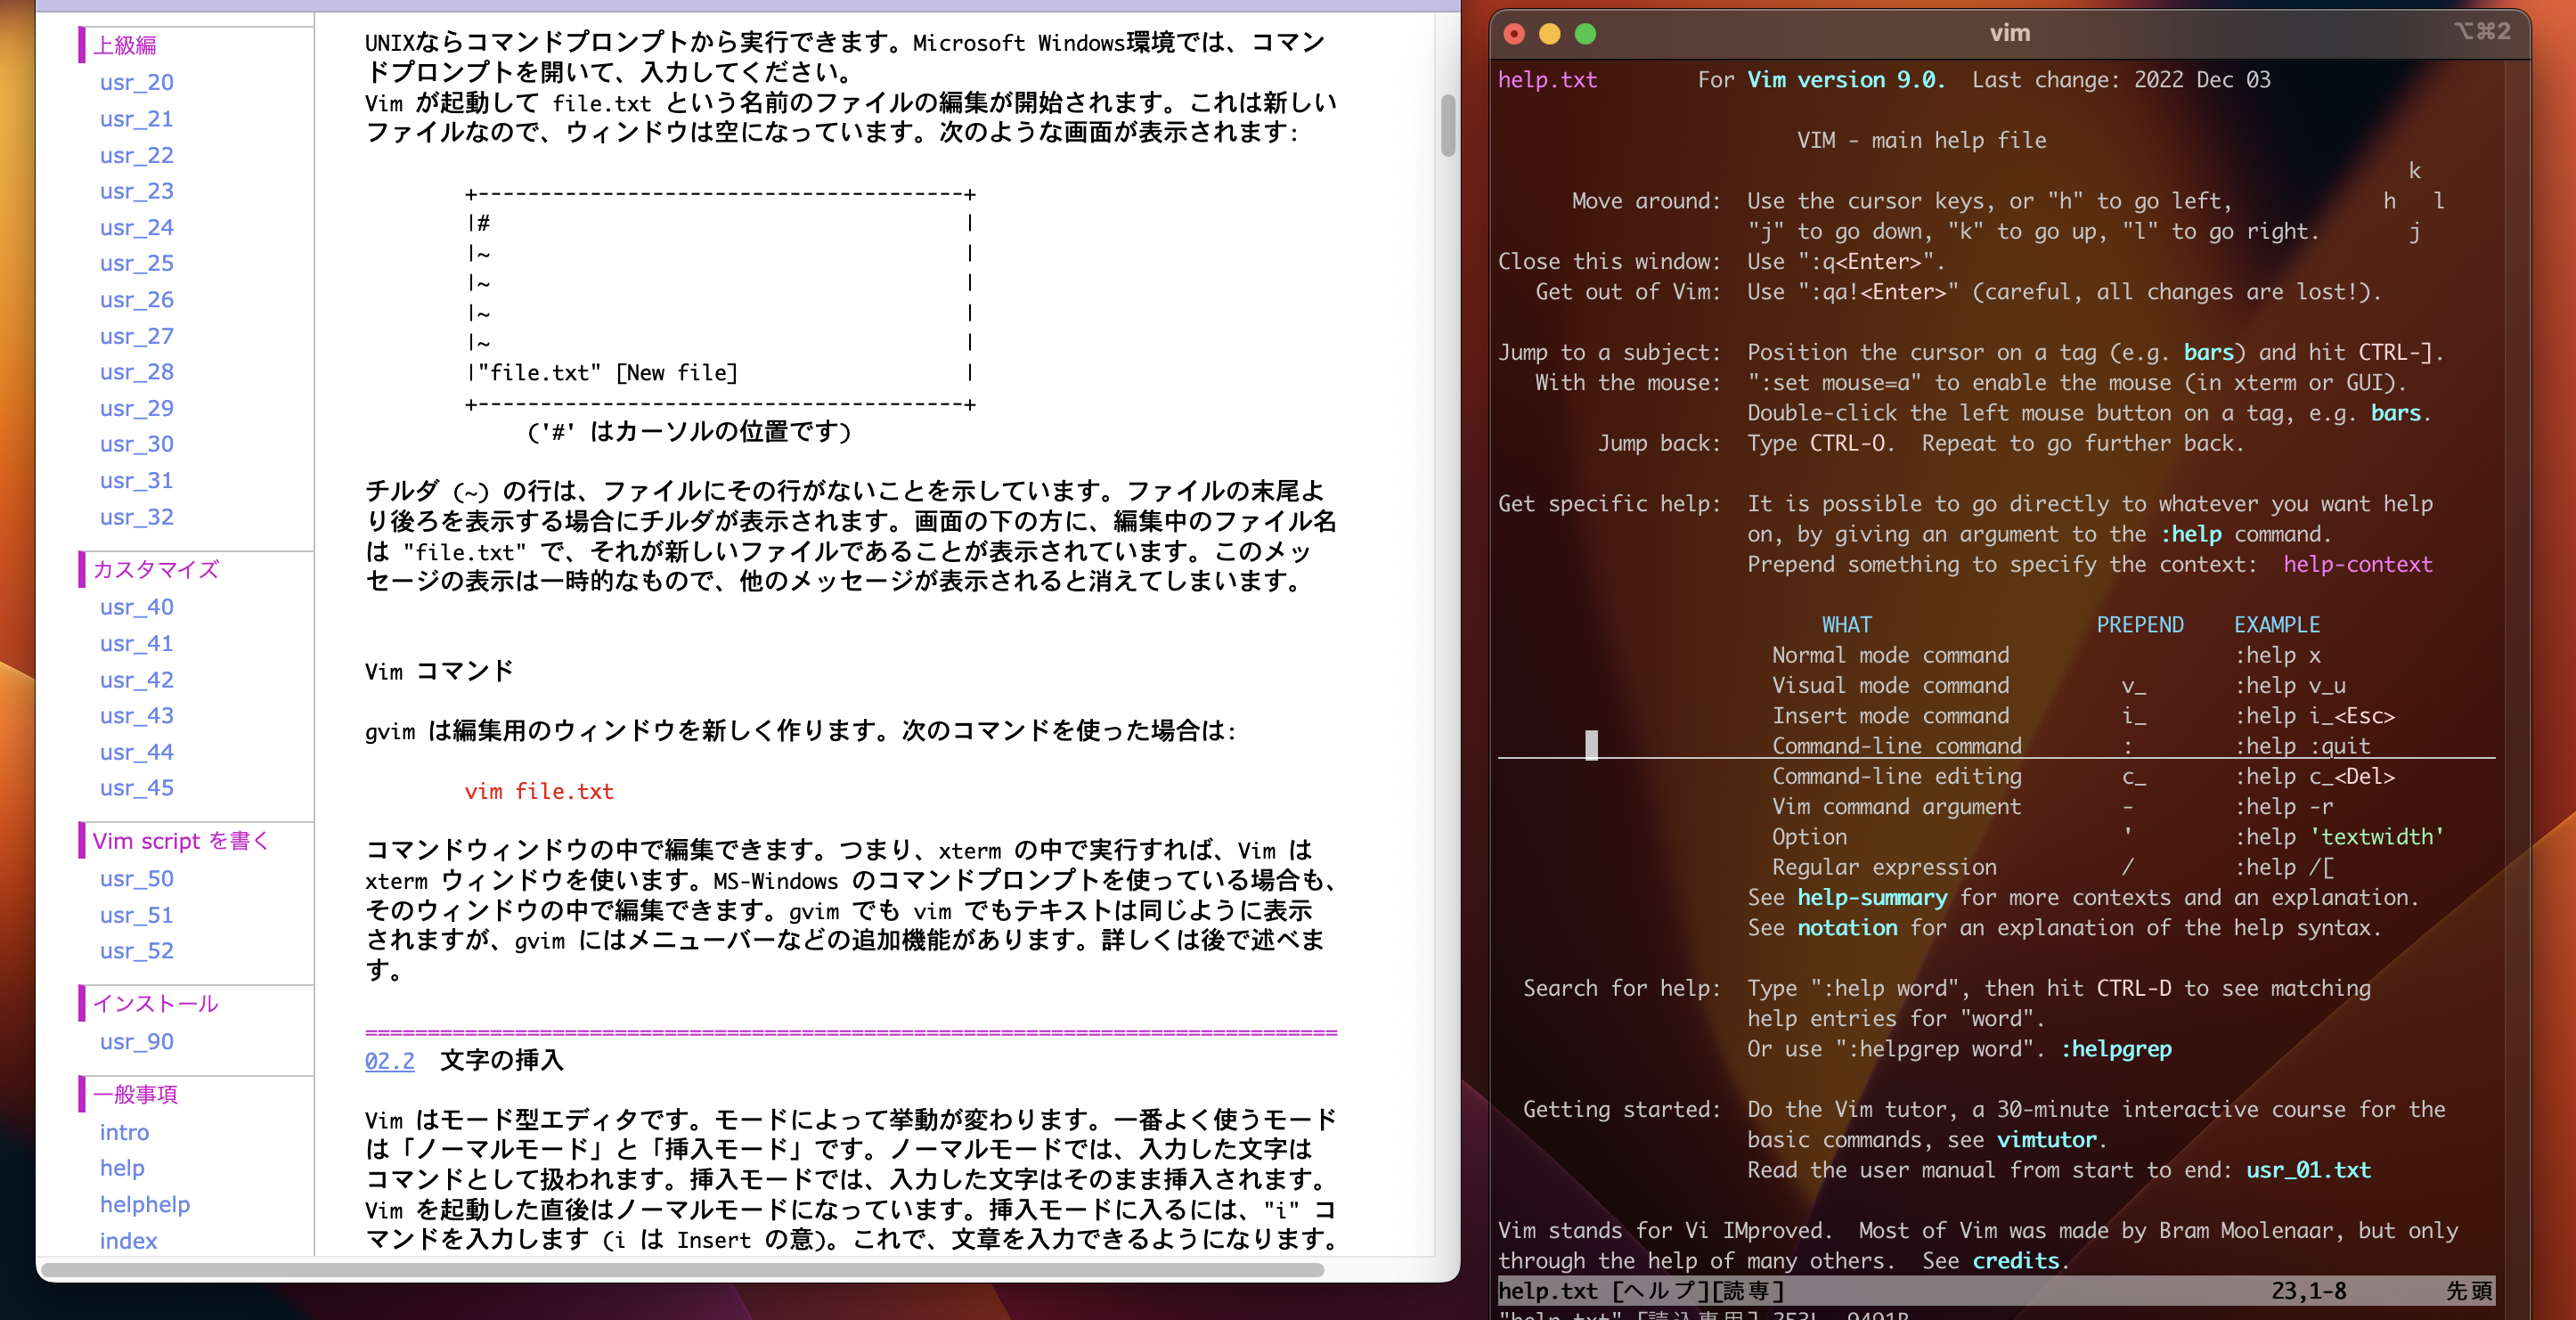 上級編
usr_20
usr_21
usr_22
usr_23
usr_24
usr_25
usr_26
usr_27
usr_28
usr_29
usr_30
usr_31
usr_32
カスタマイズ
usr_40
usr_41
usr_42
usr_43
usr_44
usr_45
Vim script を書く
usr_50
usr_51
usr_52
インストール
usr_90
一般事項
intro
help
helphelp
index
UNIXならコマンドプロンプトから実行できます。Microsoft Windows環境では、コマン
ドプロンプトを開いて、入力してください。
Vim が起動して file.txt という名前のファイルの編集が開始されます。これは新しい
ファイルなので、ウィンドウは空になっています。次のような画面が表示されます:
+---------------------------------------+
|#                                      |
|~                                      |
|~                                      |
|~                                      |
|~                                      |
|"file.txt" [New file]                  |
+---------------------------------------+
('#' はカーソルの位置です)
チルダ (~) の行は、ファイルにその行がないことを示しています。ファイルの末尾よ
り後ろを表示する場合にチルダが表示されます。画面の下の方に、編集中のファイル名
は "file.txt" で、それが新しいファイルであることが表示されています。このメッ
セージの表示は一時的なもので、他のメッセージが表示されると消えてしまいます。
Vim コマンド
gvim は編集用のウィンドウを新しく作ります。次のコマンドを使った場合は:
vim file.txt
コマンドウィンドウの中で編集できます。つまり、xterm の中で実行すれば、Vim は
xterm ウィンドウを使います。MS-Windows のコマンドプロンプトを使っている場合も、
そのウィンドウの中で編集できます。gvim でも vim でもテキストは同じように表示
されますが、gvim にはメニューバーなどの追加機能があります。詳しくは後で述べま
す。
==============================================================================
02.2 文字の挿入
Vim はモード型エディタです。モードによって挙動が変わります。一番よく使うモード
は「ノーマルモード」と「挿入モード」です。ノーマルモードでは、入力した文字は
コマンドとして扱われます。挿入モードでは、入力した文字はそのまま挿入されます。
Vim を起動した直後はノーマルモードになっています。挿入モードに入るには、"i" コ
マンドを入力します (i は Insert の意)。これで、文章を入力できるようになります。
vim ⌥⌘2
help.txt For Vim version 9.0. Last change: 2022 Dec 03
VIM - main help file
k
Move around: Use the cursor keys, or "h" to go left, h l
"j" to go down, "k" to go up, "l" to go right. j
Close this window: Use ":q<Enter>".
Get out of Vim: Use ":qa!<Enter>" (careful, all changes are lost!).
Jump to a subject: Position the cursor on a tag (e.g. bars) and hit CTRL-].
With the mouse: ":set mouse=a" to enable the mouse (in xterm or GUI).
Double-click the left mouse button on a tag, e.g. bars.
Jump back: Type CTRL-O. Repeat to go further back.
Get specific help: It is possible to go directly to whatever you want help
on, by giving an argument to the :help command.
Prepend something to specify the context: help-context
WHAT PREPEND EXAMPLE
Normal mode command :help x
Visual mode command v_ :help v_u
Insert mode command i_ :help i_<Esc>
Command-line command : :help :quit
Command-line editing c_ :help c_<Del>
Vim command argument - :help -r
Option ' :help 'textwidth'
Regular expression / :help /[
See help-summary for more contexts and an explanation.
See notation for an explanation of the help syntax.
Search for help: Type ":help word", then hit CTRL-D to see matching
help entries for "word".
Or use ":helpgrep word". :helpgrep
Getting started: Do the Vim tutor, a 30-minute interactive course for the
basic commands, see vimtutor.
Read the user manual from start to end: usr_01.txt
Vim stands for Vi IMproved. Most of Vim was made by Bram Moolenaar, but only
through the help of many others. See credits.
help.txt [ヘルプ][読専] 23,1-8 先頭
"help.txt" [読込専用] 253L, 9491B